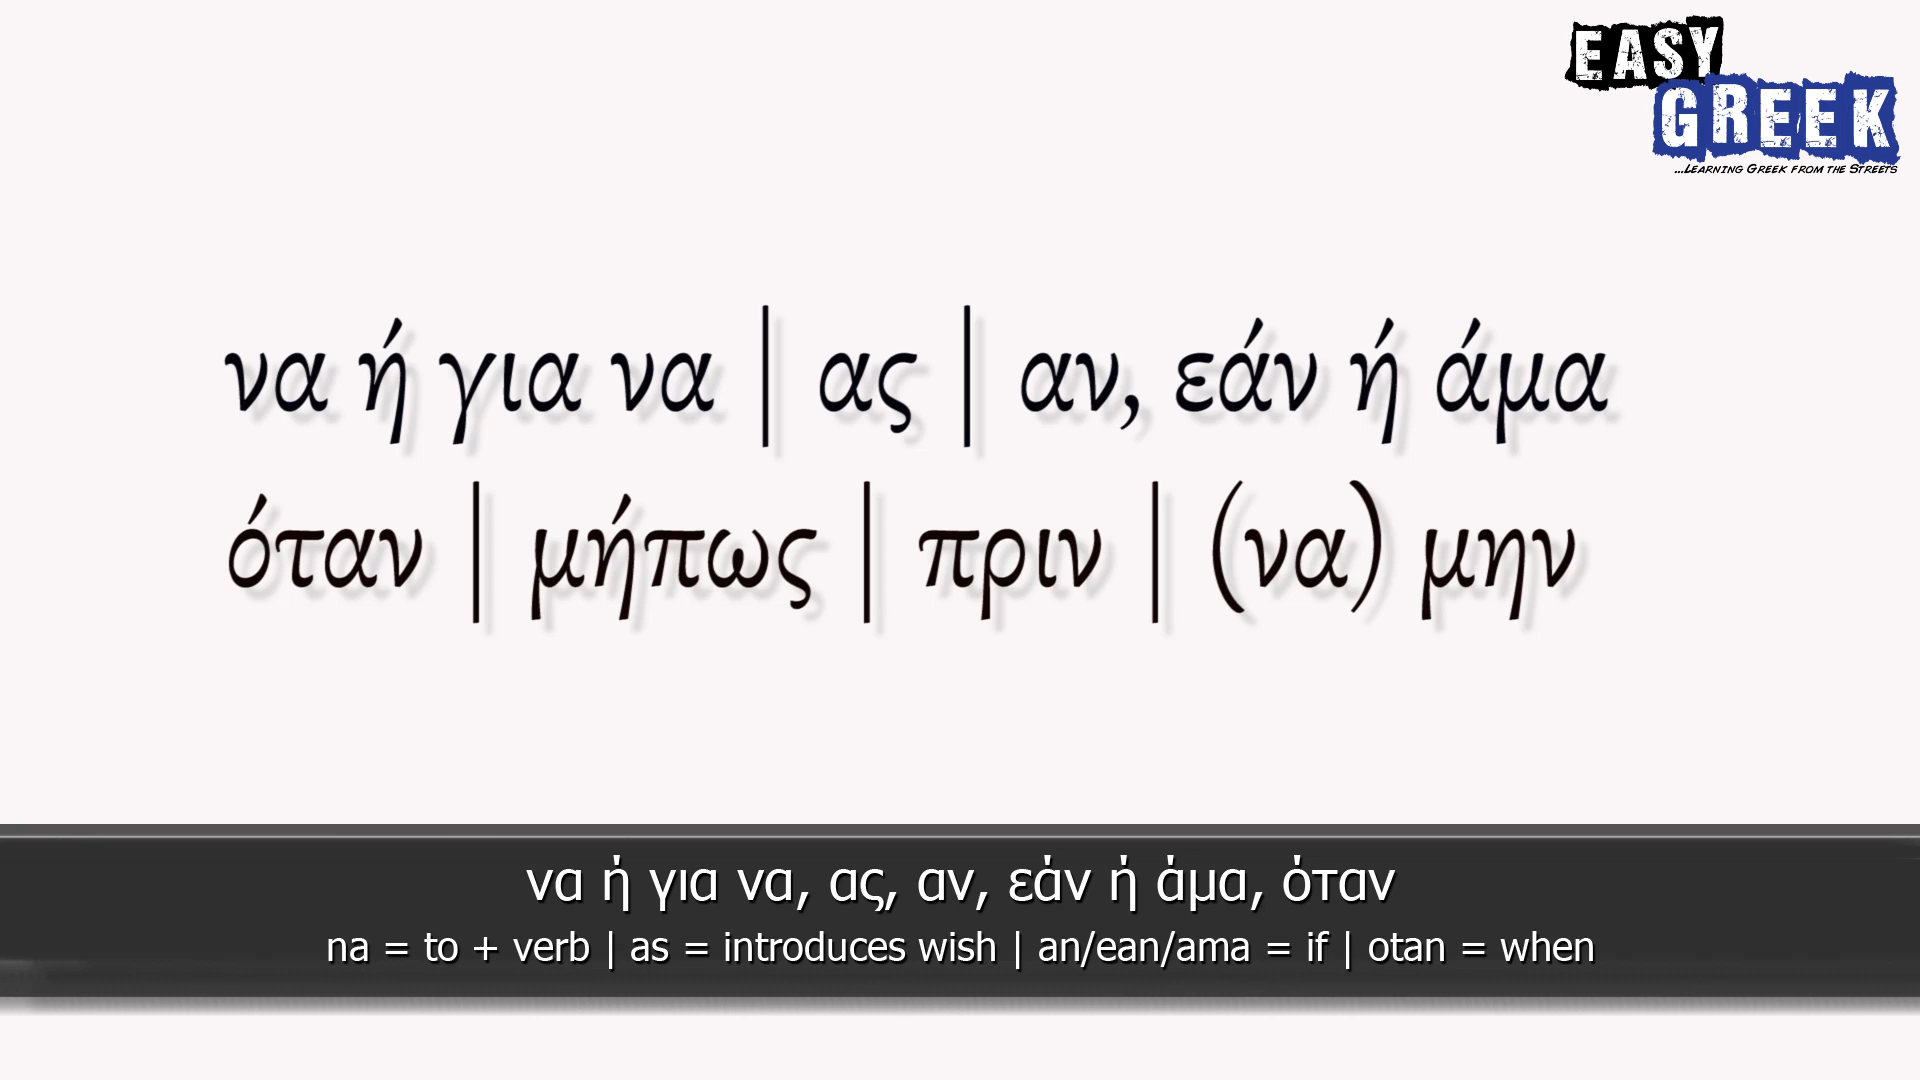 EASY
GREEK
...LEARNING GREEK FROM THE STREETS
να ή για να | ας | αν, εάν ή άμα
όταν | μήπως | πριν | (να) μην
να ή για να, ας, αν, εάν ή άμα, όταν
na = to + verb | as = introduces wish | an/ean/ama = if | otan = when